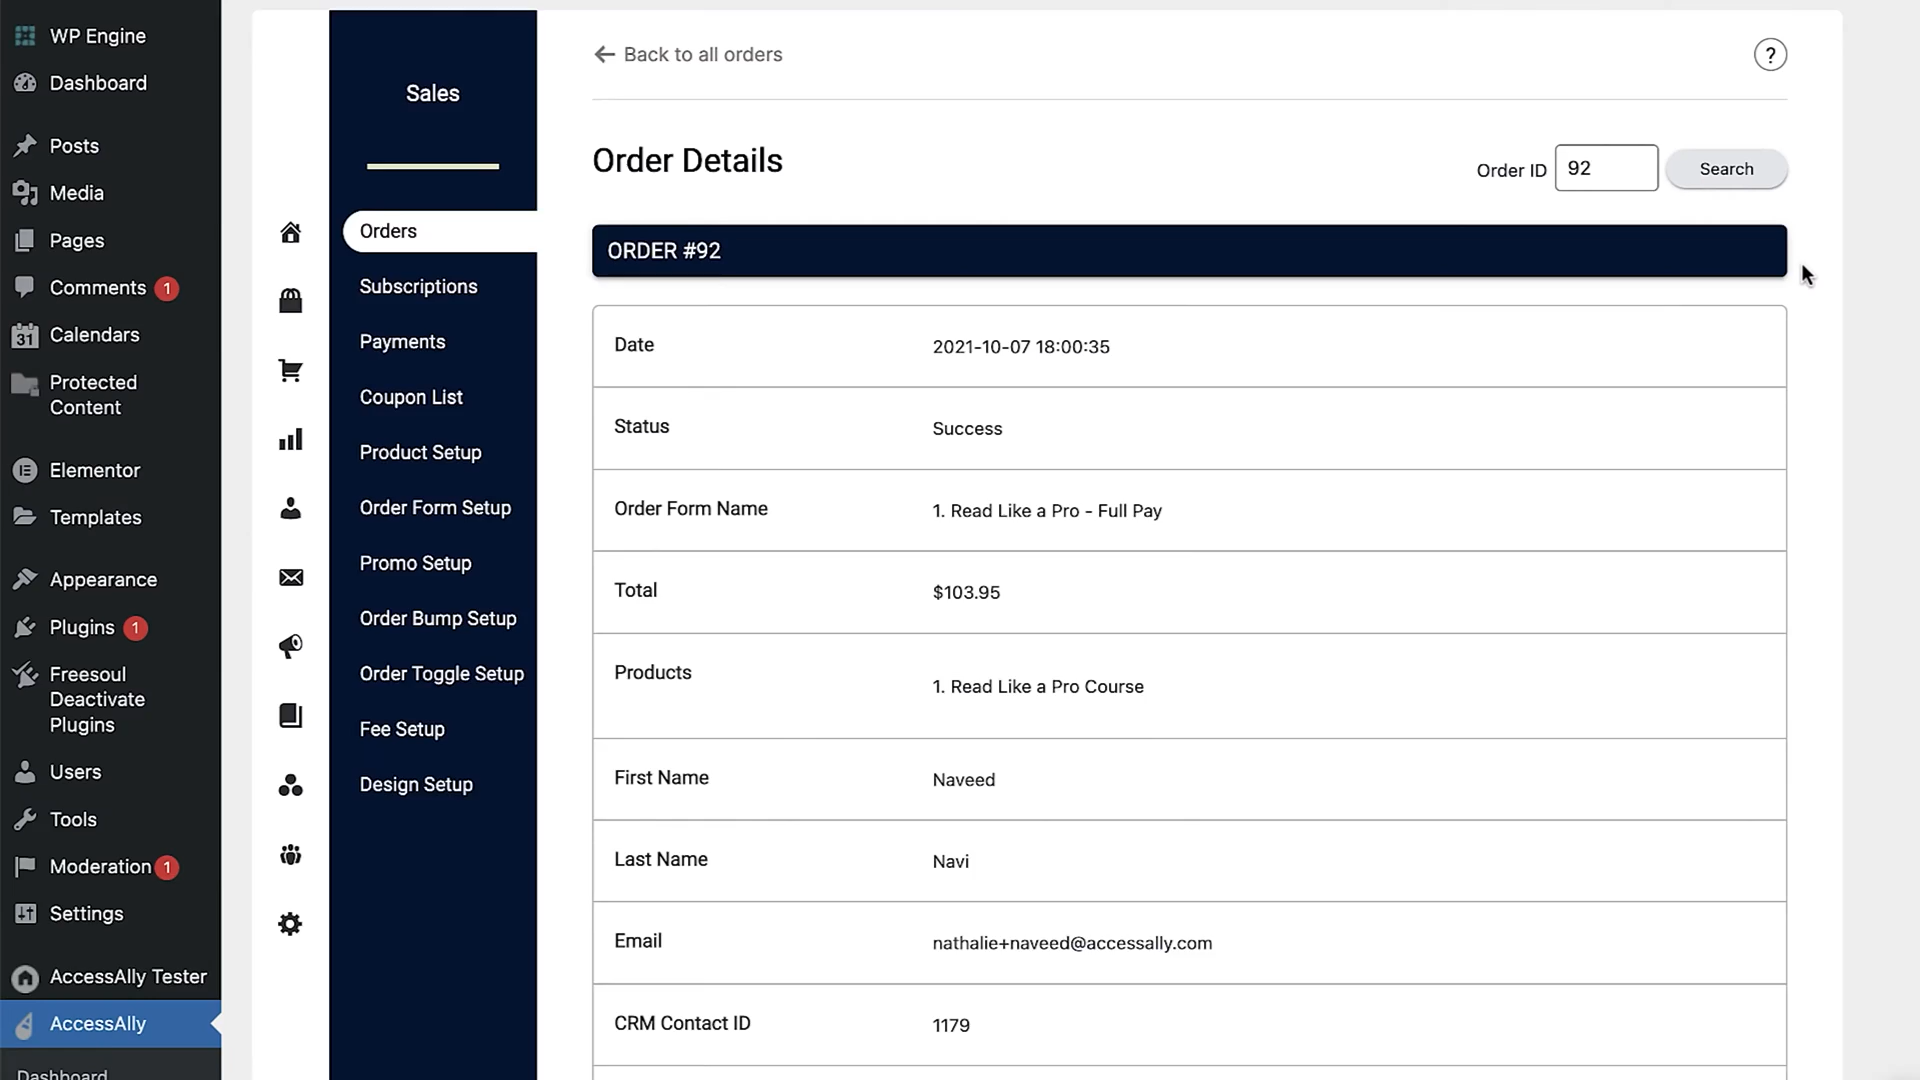 WP Engine
Dashboard
Posts
Media
Pages
Comments 1
31 Calendars
Protected
Content
Elementor
Templates
Appearance
Plugins 1
Freesoul
Deactivate
Plugins
Users
Tools
Moderation 1
Settings
AccessAlly Tester
AccessAlly
Dashboard
Sales
Orders
Subscriptions
Payments
Coupon List
Product Setup
Order Form Setup
Promo Setup
Order Bump Setup
Order Toggle Setup
Fee Setup
Design Setup
Back to all orders
?
Order Details
Order ID 92 Search
ORDER #92
Date 2021-10-07 18:00:35
Status Success
Order Form Name 1. Read Like a Pro - Full Pay
Total $103.95
Products 1. Read Like a Pro Course
First Name Naveed
Last Name Navi
Email nathalie+naveed@accessally.com
CRM Contact ID 1179